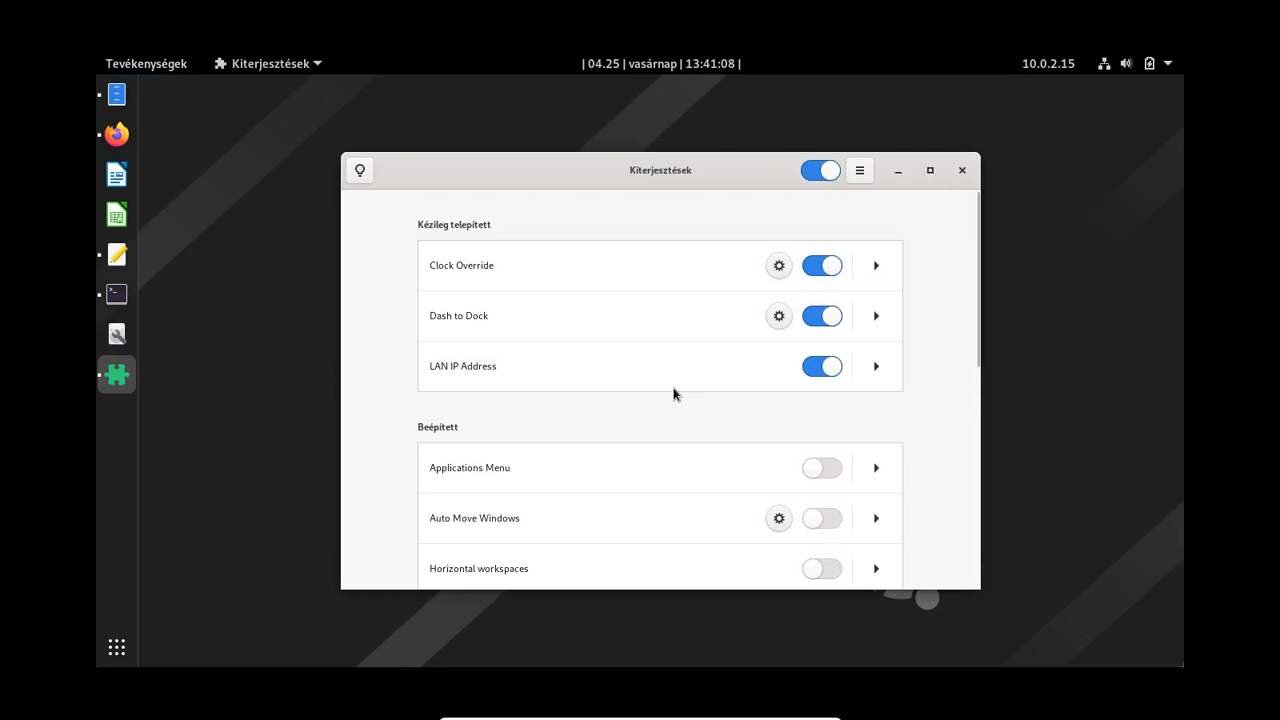 Tevékenységek Kiterjesztések | 04.25 | vasárnap | 13:41:08 | 10.0.2.15
Kiterjesztések
Kézileg telepített
Clock Override
Dash to Dock
LAN IP Address
Beépített
Applications Menu
Auto Move Windows
Horizontal workspaces